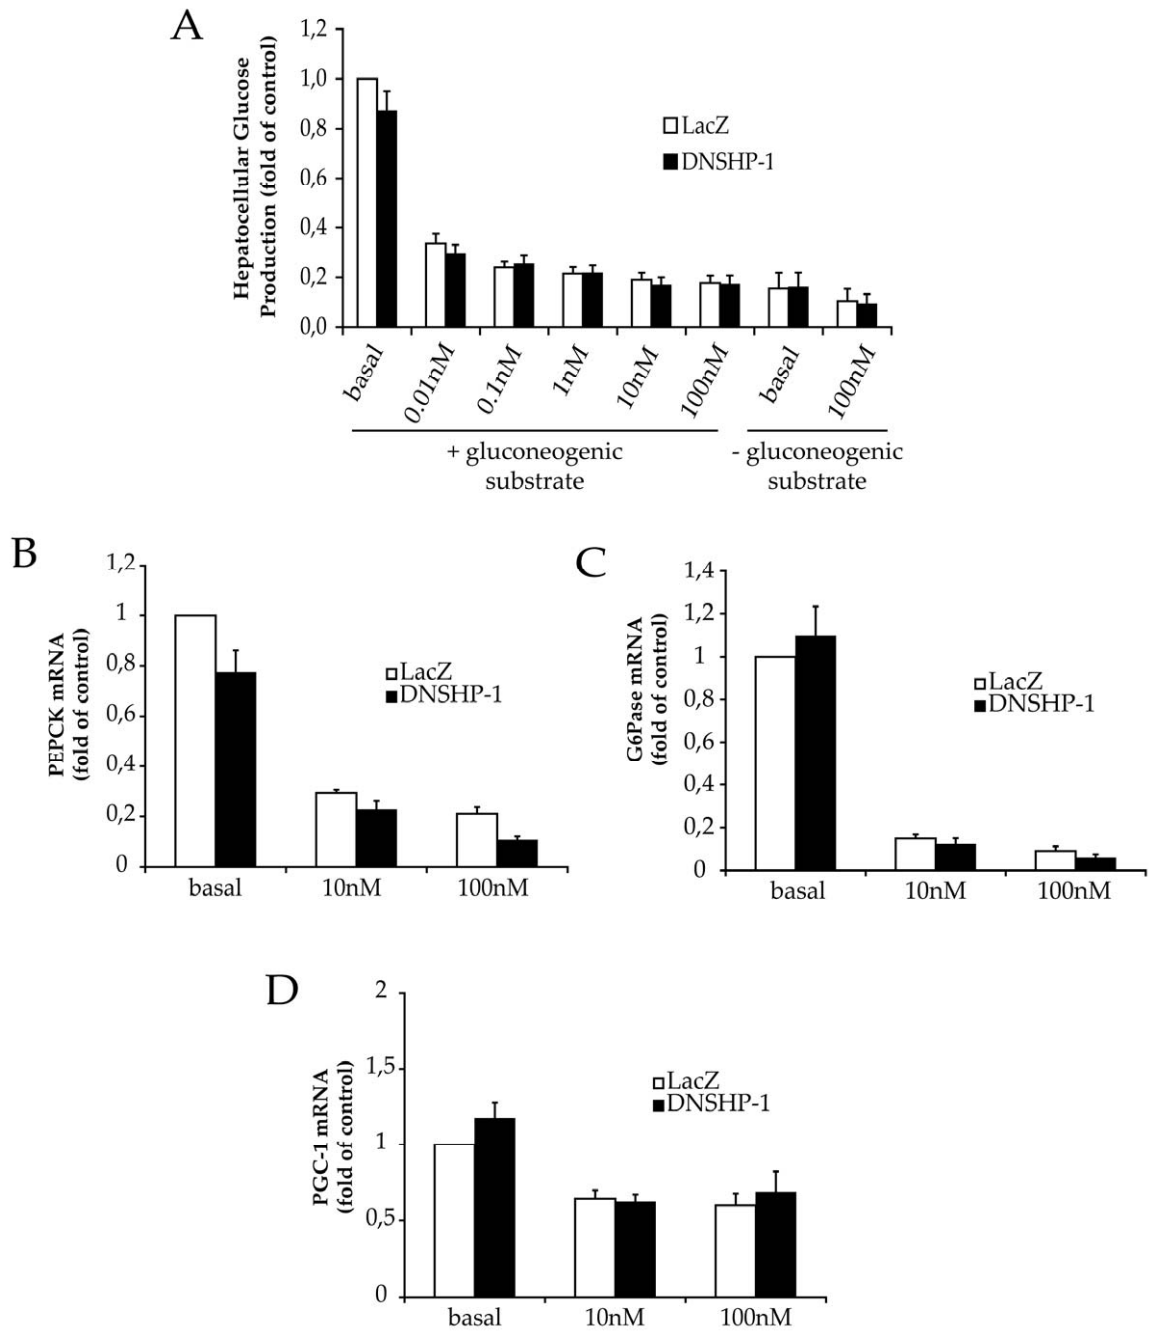 A
Hepatocellular Glucose
Production (fold of control)
1,2
1,0
0,8
0,6
0,4
0,2
0,0
LacZ
DNSHP-1
basal
0.01nM
0.1nM
1nM
10nM
100nM
basal
100nM
+ gluconeogenic
substrate
- gluconeogenic
substrate
B
PEPCK mRNA
(fold of control)
1,2
1
0,8
0,6
0,4
0,2
0
LacZ
DNSHP-1
basal
10nM
100nM
C
G6Pase mRNA
(fold of control)
1,4
1,2
1
0,8
0,6
0,4
0,2
0
LacZ
DNSHP-1
basal
10nM
100nM
D
PGC-1 mRNA
(fold of control)
2
1,5
1
0,5
0
LacZ
DNSHP-1
basal
10nM
100nM